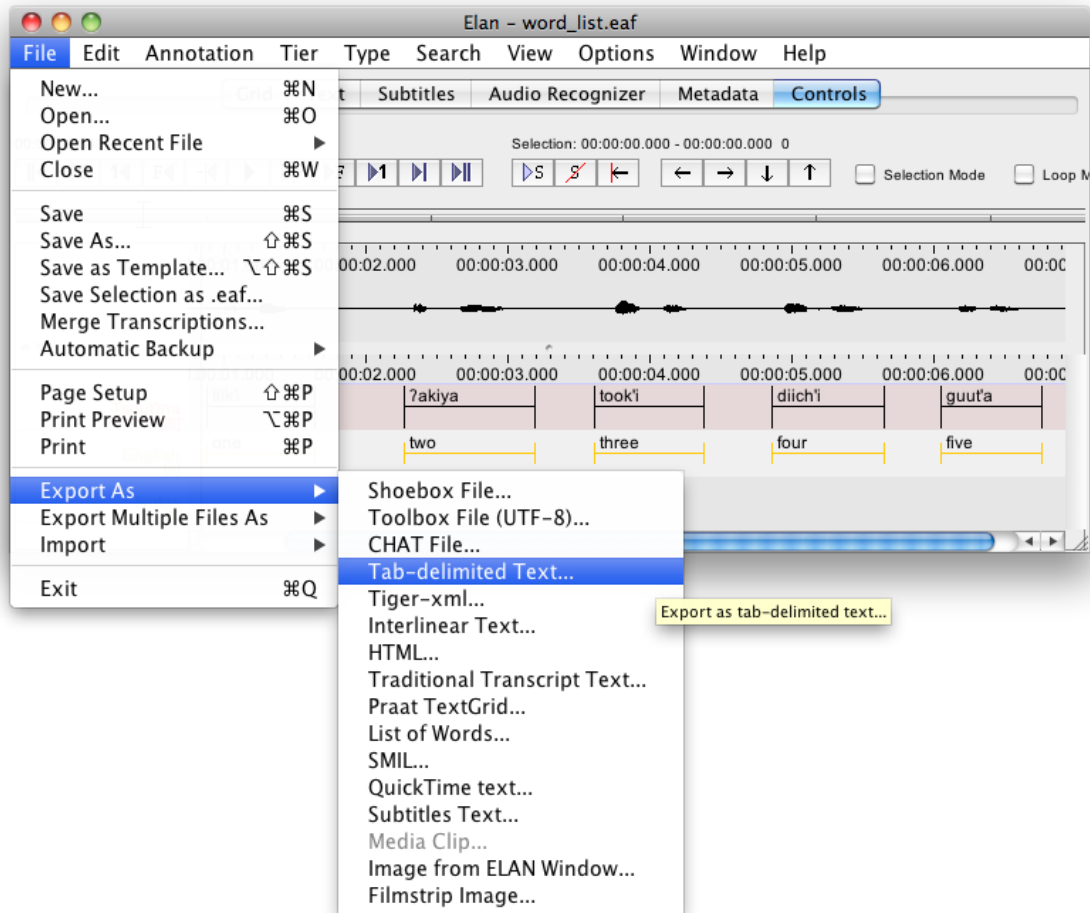 Elan – word_list.eaf
File Edit Annotation Tier Type Search View Options Window Help
New... ⌘N
Open... ⌘O
Open Recent File ▶
Close ⌘W
Save ⌘S
Save As... ⇧⌘S
Save as Template... ⌥⇧⌘S
Save Selection as .eaf...
Merge Transcriptions...
Automatic Backup ▶
Page Setup ⇧⌘P
Print Preview ⌥⌘P
Print ⌘P
Export As ▶
Export Multiple Files As ▶
Import ▶
Exit ⌘Q
Grid Subtitles Audio Recognizer Metadata Controls
Selection: 00:00:00.000 - 00:00:00.000 0
S S Selection Mode Loop M
00:00:02.000 00:00:03.000 00:00:04.000 00:00:05.000 00:00:06.000 00:00
00:00:02.000 00:00:03.000 00:00:04.000 00:00:05.000 00:00:06.000 00:00
?akiya took'i diich'i guut'a
one two three four five
Shoebox File...
Toolbox File (UTF-8)...
CHAT File...
Tab-delimited Text...
Tiger-xml...
Export as tab-delimited text...
Interlinear Text...
HTML...
Traditional Transcript Text...
Praat TextGrid...
List of Words...
SMIL...
QuickTime text...
Subtitles Text...
Media Clip...
Image from ELAN Window...
Filmstrip Image...